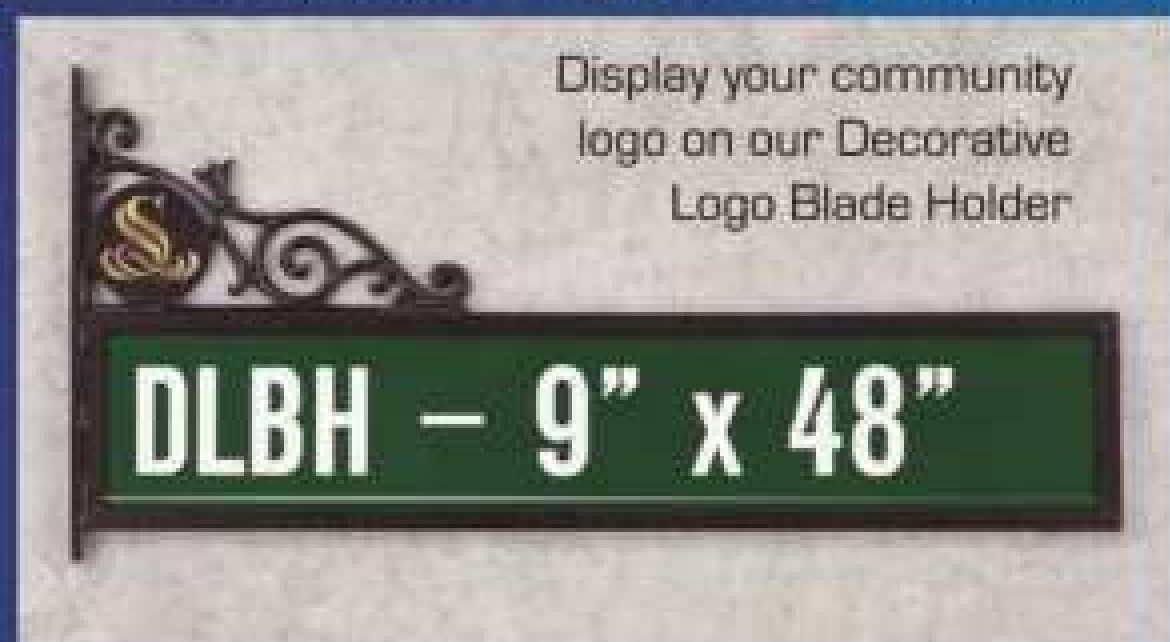 Display your community
logo on our Decorative
Logo Blade Holder
DLBH – 9” x 48”